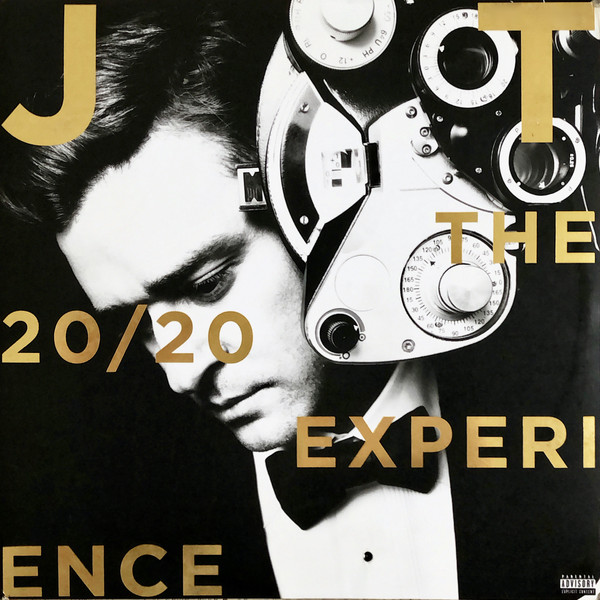 J T
THE
20/20
EXPERI
ENCE
PARENTAL
ADVISORY
EXPLICIT CONTENT